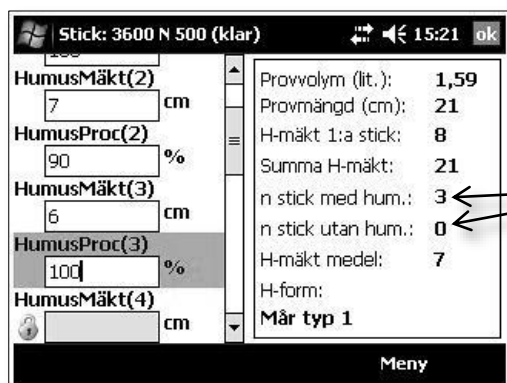 Stick: 3600 N 500 (klar) 15:21 ok
HumusMäkt(2)
7 cm
HumusProc(2)
90 %
HumusMäkt(3)
6 cm
HumusProc(3)
100 %
HumusMäkt(4)
cm
Provvolym (lit.): 1,59
Provmängd (cm): 21
H-mäkt 1:a stick: 8
Summa H-mäkt: 21
n stick med hum.: 3
n stick utan hum.: 0
H-mäkt medel: 7
H-form:
Mår typ 1
Meny